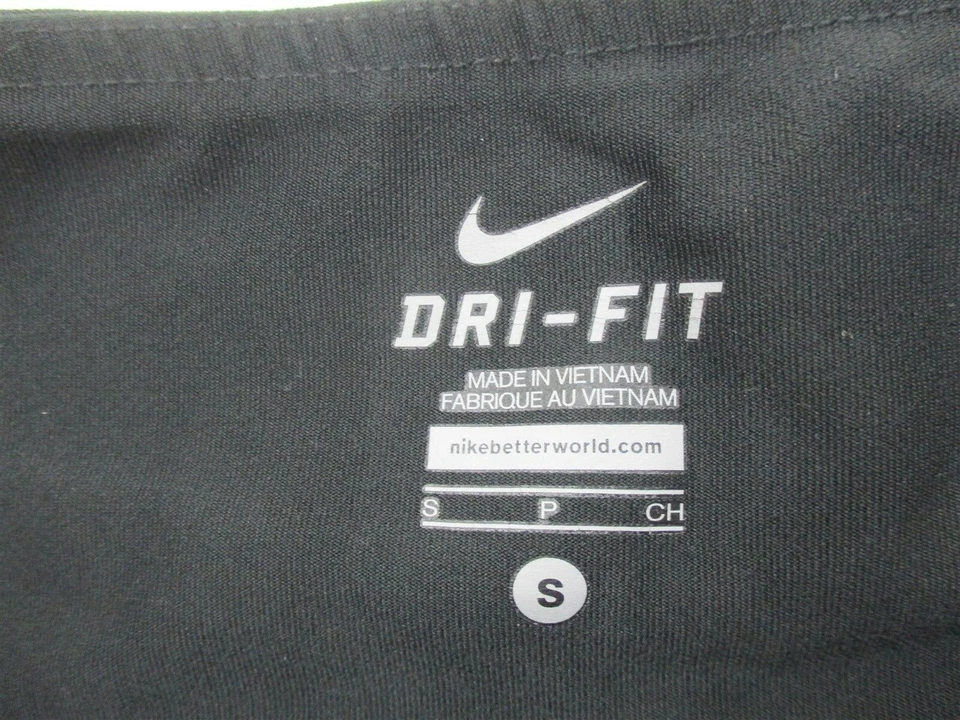 DRI-FIT
MADE IN VIETNAM
FABRIQUE AU VIETNAM
nikebetterworld.com
S P CH
S